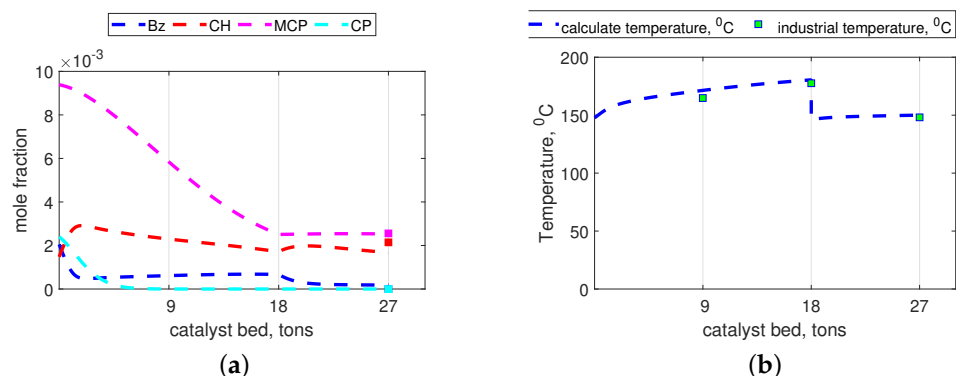 Bz CH MCP CP
×10⁻³
10
8
6
4
2
0
mole fraction
9 18 27
catalyst bed, tons
(a)
calculate temperature, ⁰C industrial temperature, ⁰C
200
150
100
50
0
Temperature, ⁰C
9 18 27
catalyst bed, tons
(b)